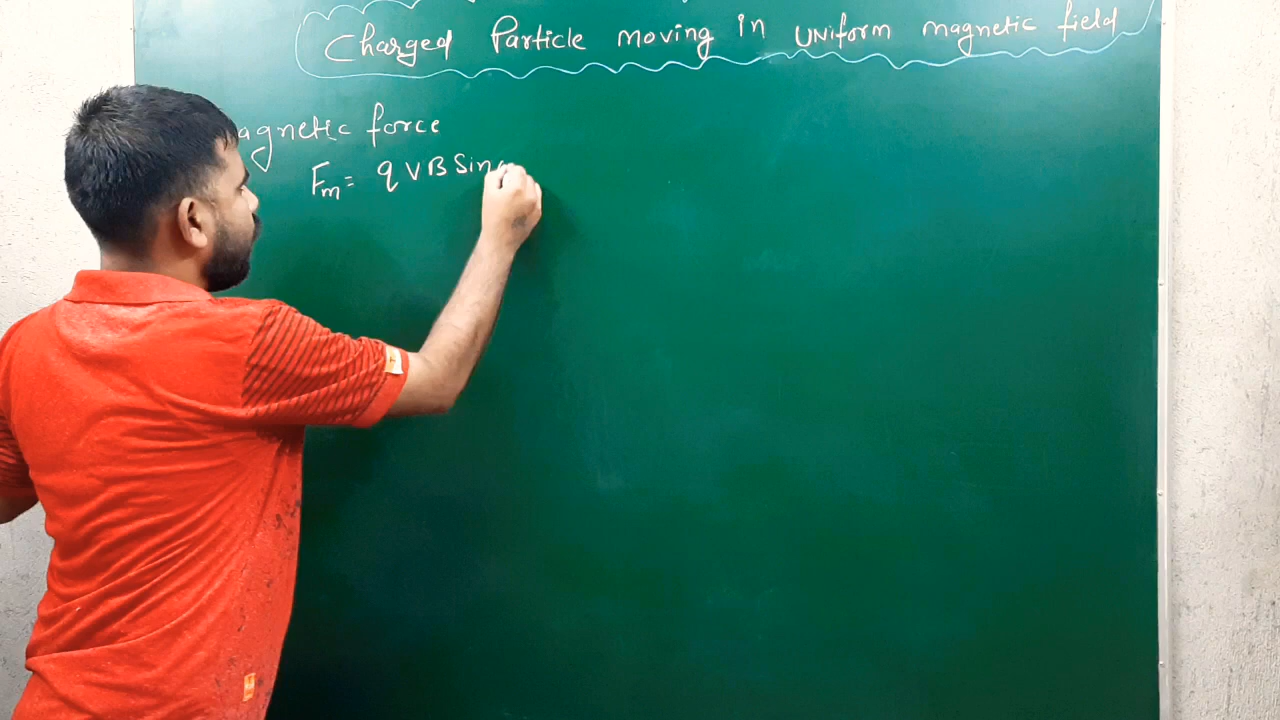 Charged Particle moving in uniform magnetic field
agnetic force
Fm = qVB Sin